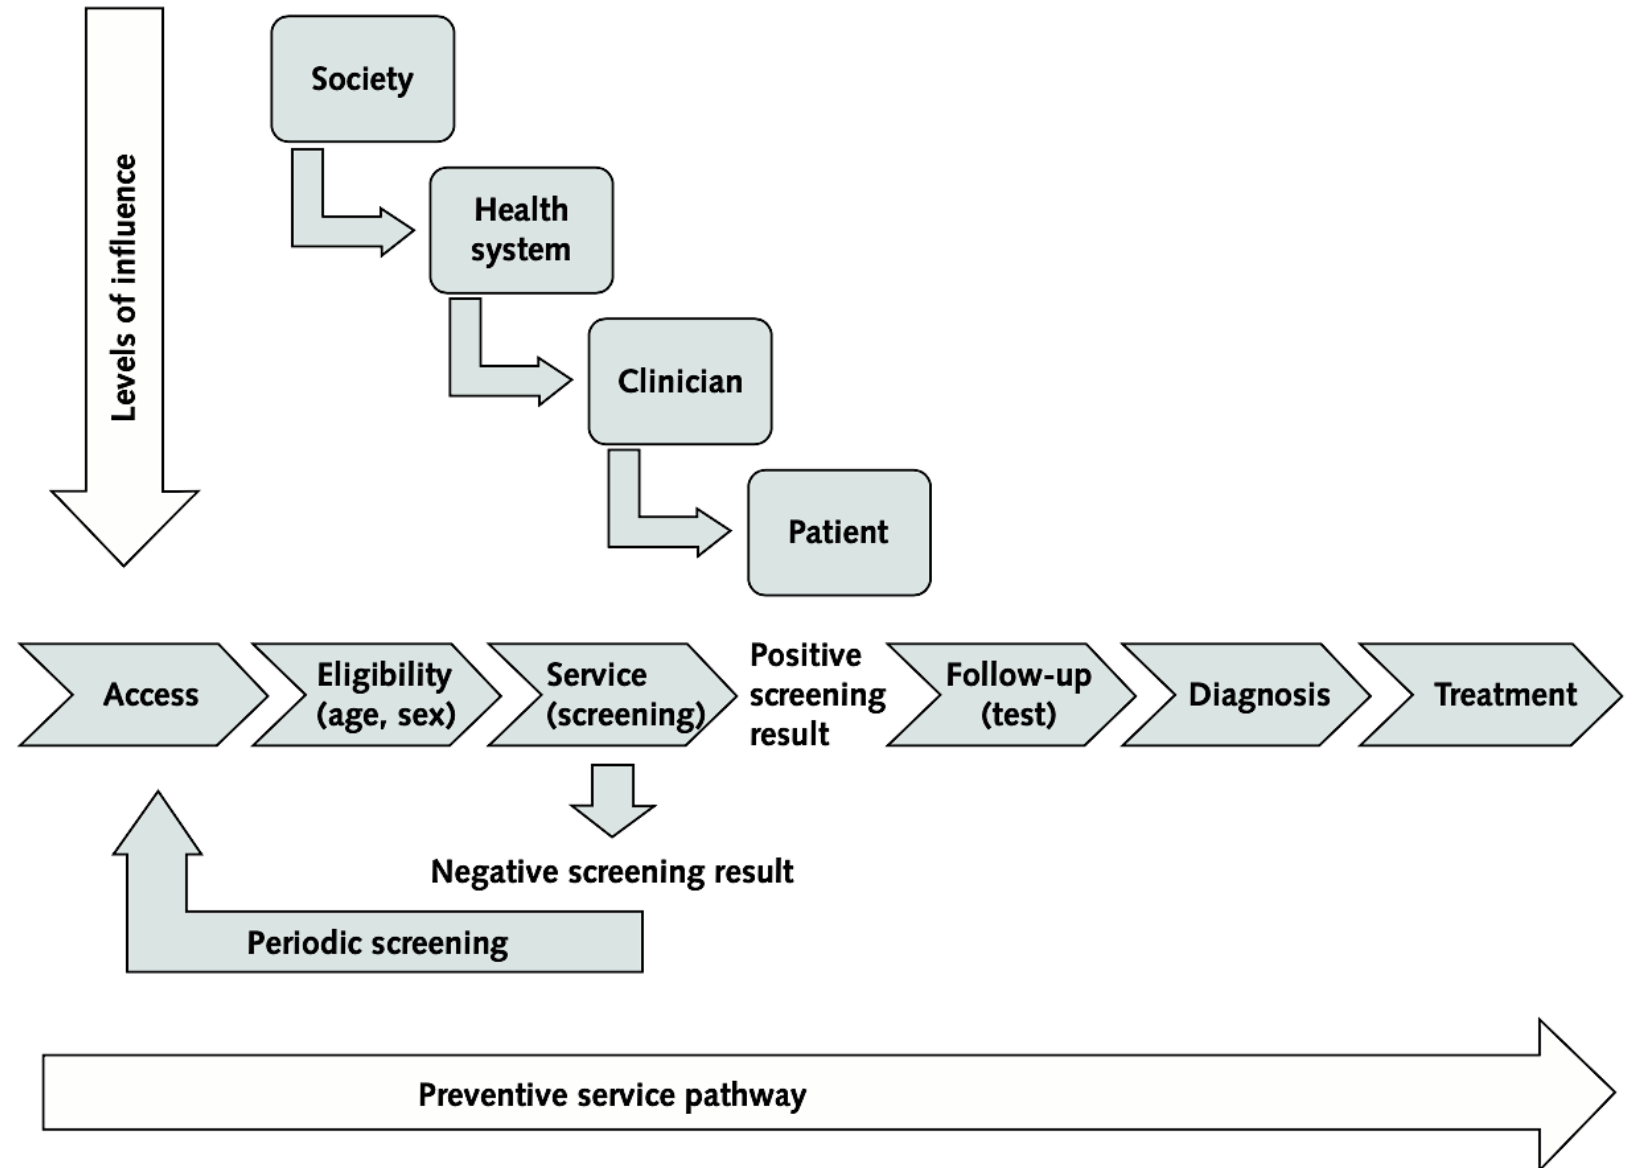 Levels of influence
Society
Health
system
Clinician
Patient
Access
Eligibility
(age, sex)
Service
(screening)
Positive
screening
result
Follow-up
(test)
Diagnosis
Treatment
Negative screening result
Periodic screening
Preventive service pathway